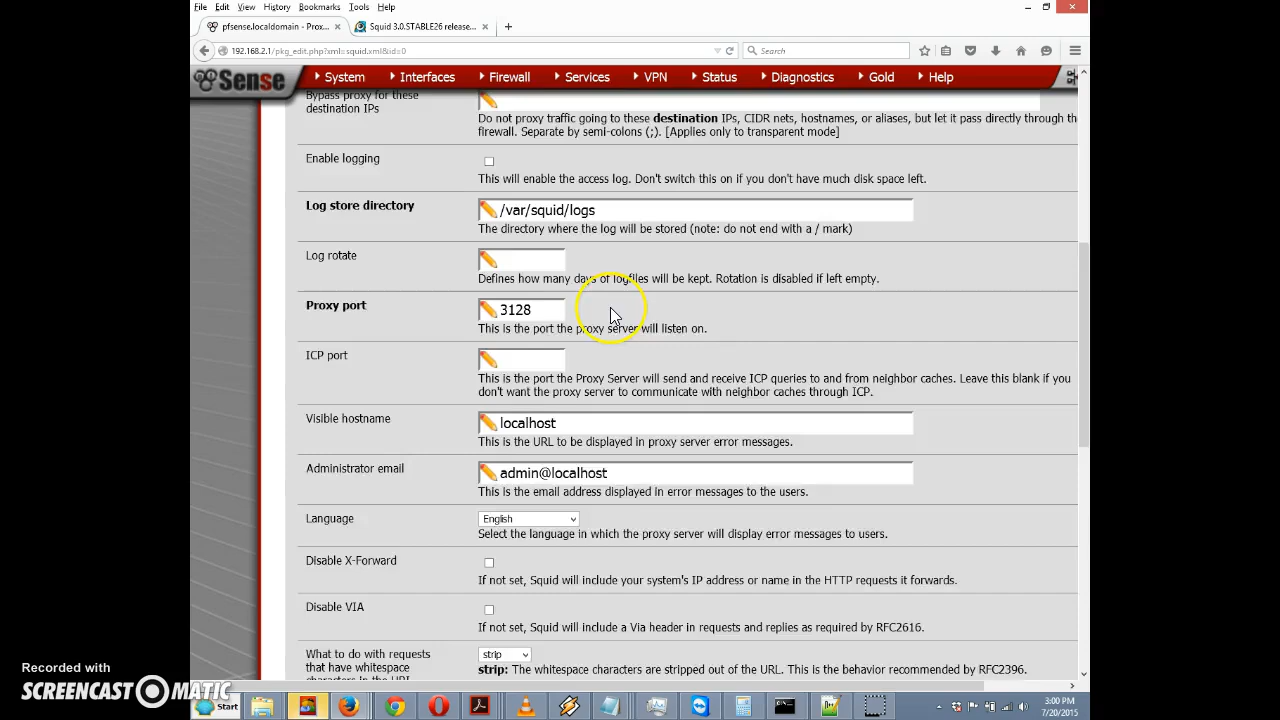 File Edit View History Bookmarks Tools Help
pfsense.localdomain - Prox... × Squid 3.0.STABLE26 release... × +
192.168.2.1/pkg_edit.php?xml=squid.xml&id=0 Search
Sense System Interfaces Firewall Services VPN Status Diagnostics Gold Help
Bypass proxy for these
destination IPs
Do not proxy traffic going to these destination IPs, CIDR nets, hostnames, or aliases, but let it pass directly through the
firewall. Separate by semi-colons (;). [Applies only to transparent mode]
Enable logging
This will enable the access log. Don't switch this on if you don't have much disk space left.
Log store directory
/var/squid/logs
The directory where the log will be stored (note: do not end with a / mark)
Log rotate
Defines how many days of logfiles will be kept. Rotation is disabled if left empty.
Proxy port
3128
This is the port the proxy server will listen on.
ICP port
This is the port the Proxy Server will send and receive ICP queries to and from neighbor caches. Leave this blank if you
don't want the proxy server to communicate with neighbor caches through ICP.
Visible hostname
localhost
This is the URL to be displayed in proxy server error messages.
Administrator email
admin@localhost
This is the email address displayed in error messages to the users.
Language
English
Select the language in which the proxy server will display error messages to users.
Disable X-Forward
If not set, Squid will include your system's IP address or name in the HTTP requests it forwards.
Disable VIA
If not set, Squid will include a Via header in requests and replies as required by RFC2616.
What to do with requests
that have whitespace
characters in the URI
strip
strip: The whitespace characters are stripped out of the URL. This is the behavior recommended by RFC2396.
Recorded with
SCREENCAST-O-MATIC
Start
3:00 PM
7/20/2015